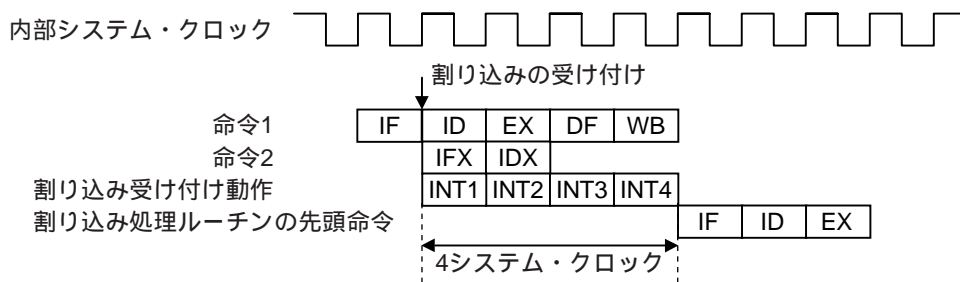 内部システム・クロック
割り込みの受け付け
命令1 IF ID EX DF WB
命令2 IFX IDX
割り込み受け付け動作 INT1 INT2 INT3 INT4
割り込み処理ルーチンの先頭命令 IF ID EX
4システム・クロック